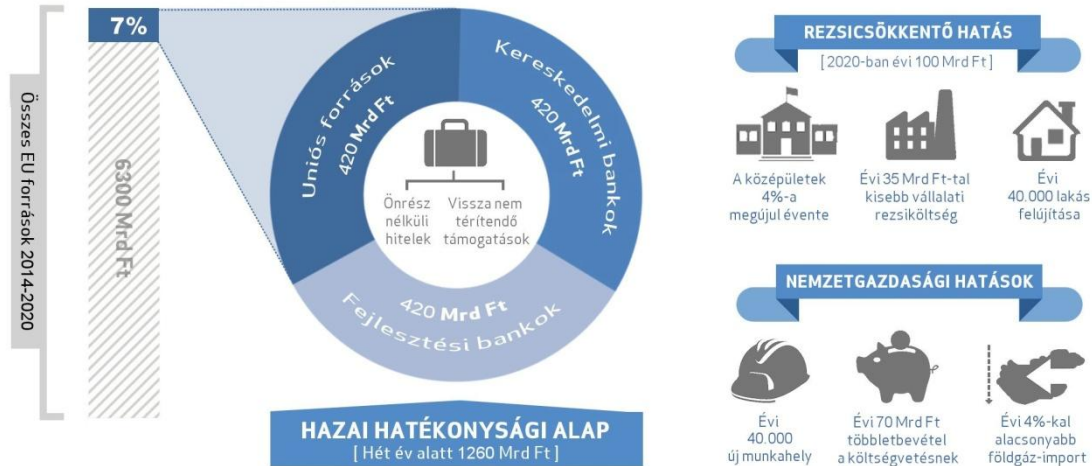 Összes EU források 2014-2020
7%
6300 Mrd Ft
Uniós források
420 Mrd Ft
Kereskedelmi bankok
420 Mrd Ft
420 Mrd Ft
Fejlesztési bankok
Önrész
nélküli
hitelek
Vissza nem
térítendő
támogatások
HAZAI HATÉKONYSÁGI ALAP
[ Hét év alatt 1260 Mrd Ft ]
REZSICSÖKKENTŐ HATÁS
[ 2020-ban évi 100 Mrd Ft ]
A középületek
4%-a
megújul évente
Évi 35 Mrd Ft-tal
kisebb vállalati
rezsiköltség
Évi
40.000 lakás
felújítása
NEMZETGAZDASÁGI HATÁSOK
Évi
40.000
új munkahely
Évi 70 Mrd Ft
többletbevétel
a költségvetésnek
Évi 4%-kal
alacsonyabb
földgáz-import